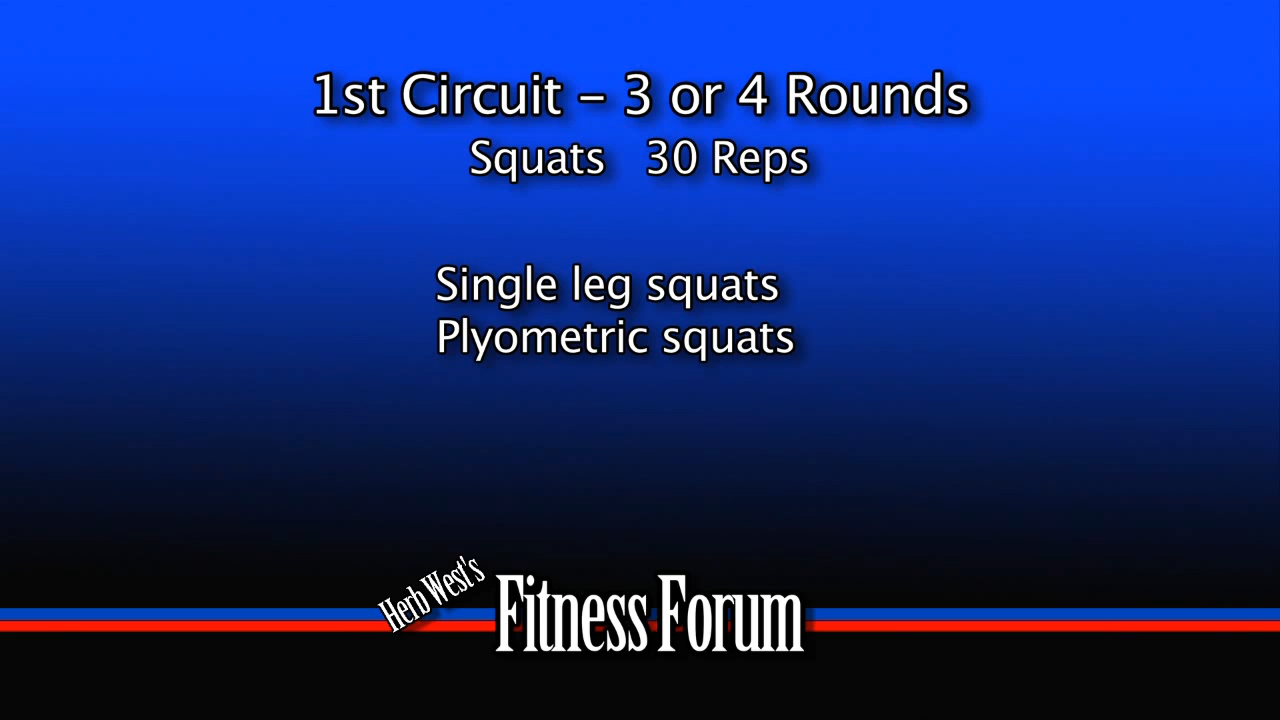 1st Circuit – 3 or 4 Rounds
Squats 30 Reps
Single leg squats
Plyometric squats
Herb West's
Fitness Forum